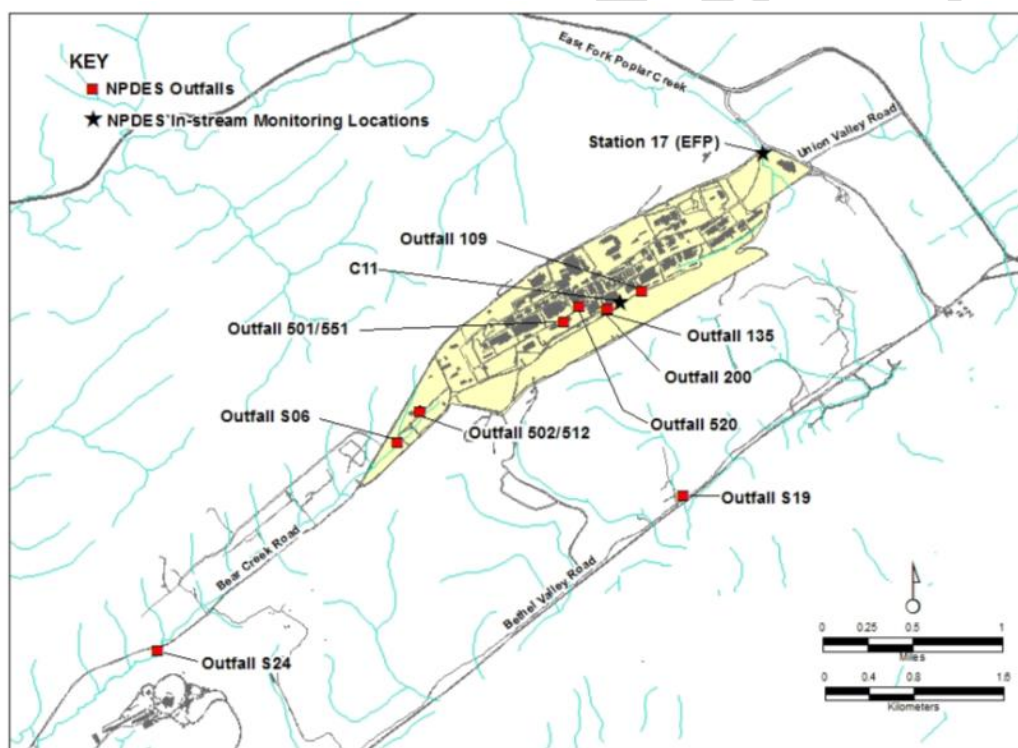 KEY
NPDES Outfalls
NPDES In-stream Monitoring Locations
East Fork Poplar Creek
Union Valley Road
Station 17 (EFP)
Outfall 109
C11
Outfall 501/551
Outfall 135
Outfall 200
Outfall S06
Outfall 502/512
Outfall 520
Outfall S19
Bear Creek Road
Bethel Valley Road
Outfall S24
0 0.25 0.5 1
Miles
0 0.4 0.8 1.6
Kilometers